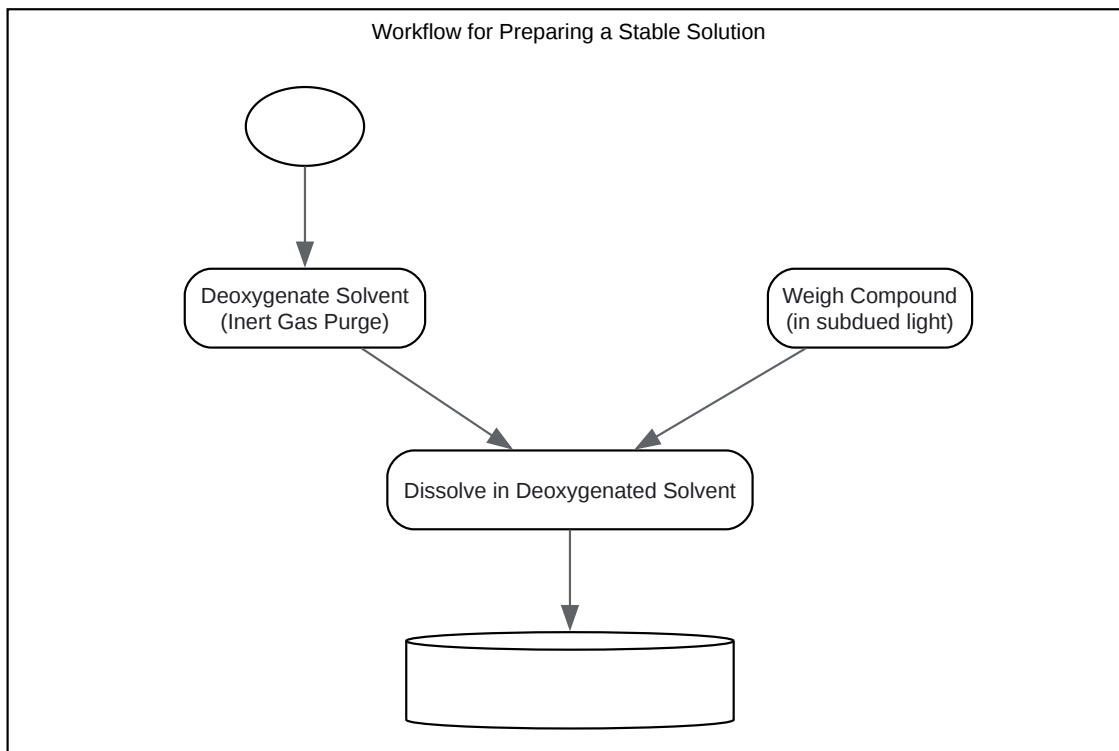 Workflow for Preparing a Stable Solution
Deoxygenate Solvent
(Inert Gas Purge)
Weigh Compound
(in subdued light)
Dissolve in Deoxygenated Solvent